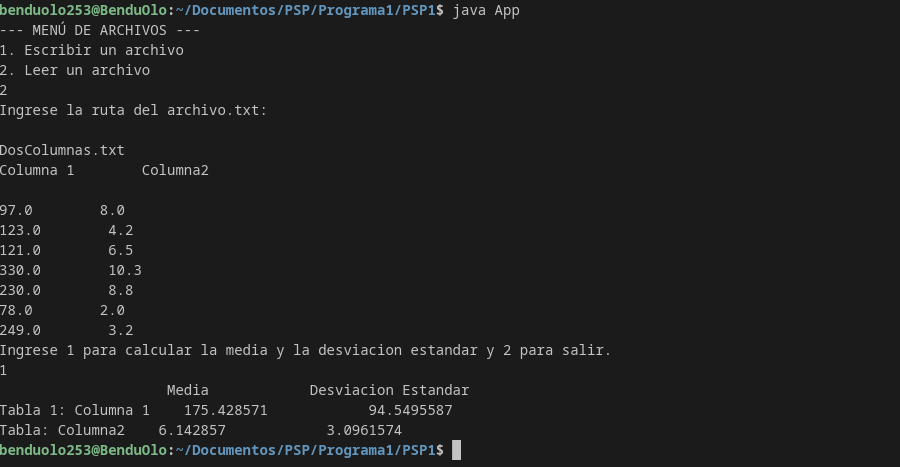 benduolo253@BenduOlo:~/Documentos/PSP/Programa1/PSP1$ java App
--- MENÚ DE ARCHIVOS ---
1. Escribir un archivo
2. Leer un archivo
2
Ingrese la ruta del archivo.txt:
DosColumnas.txt
Columna 1        Columna2
97.0        8.0
123.0        4.2
121.0        6.5
330.0        10.3
230.0        8.8
78.0        2.0
249.0        3.2
Ingrese 1 para calcular la media y la desviacion estandar y 2 para salir.
1
                    Media            Desviacion Estandar
Tabla 1: Columna 1    175.428571            94.5495587
Tabla: Columna2    6.142857            3.0961574
benduolo253@BenduOlo:~/Documentos/PSP/Programa1/PSP1$